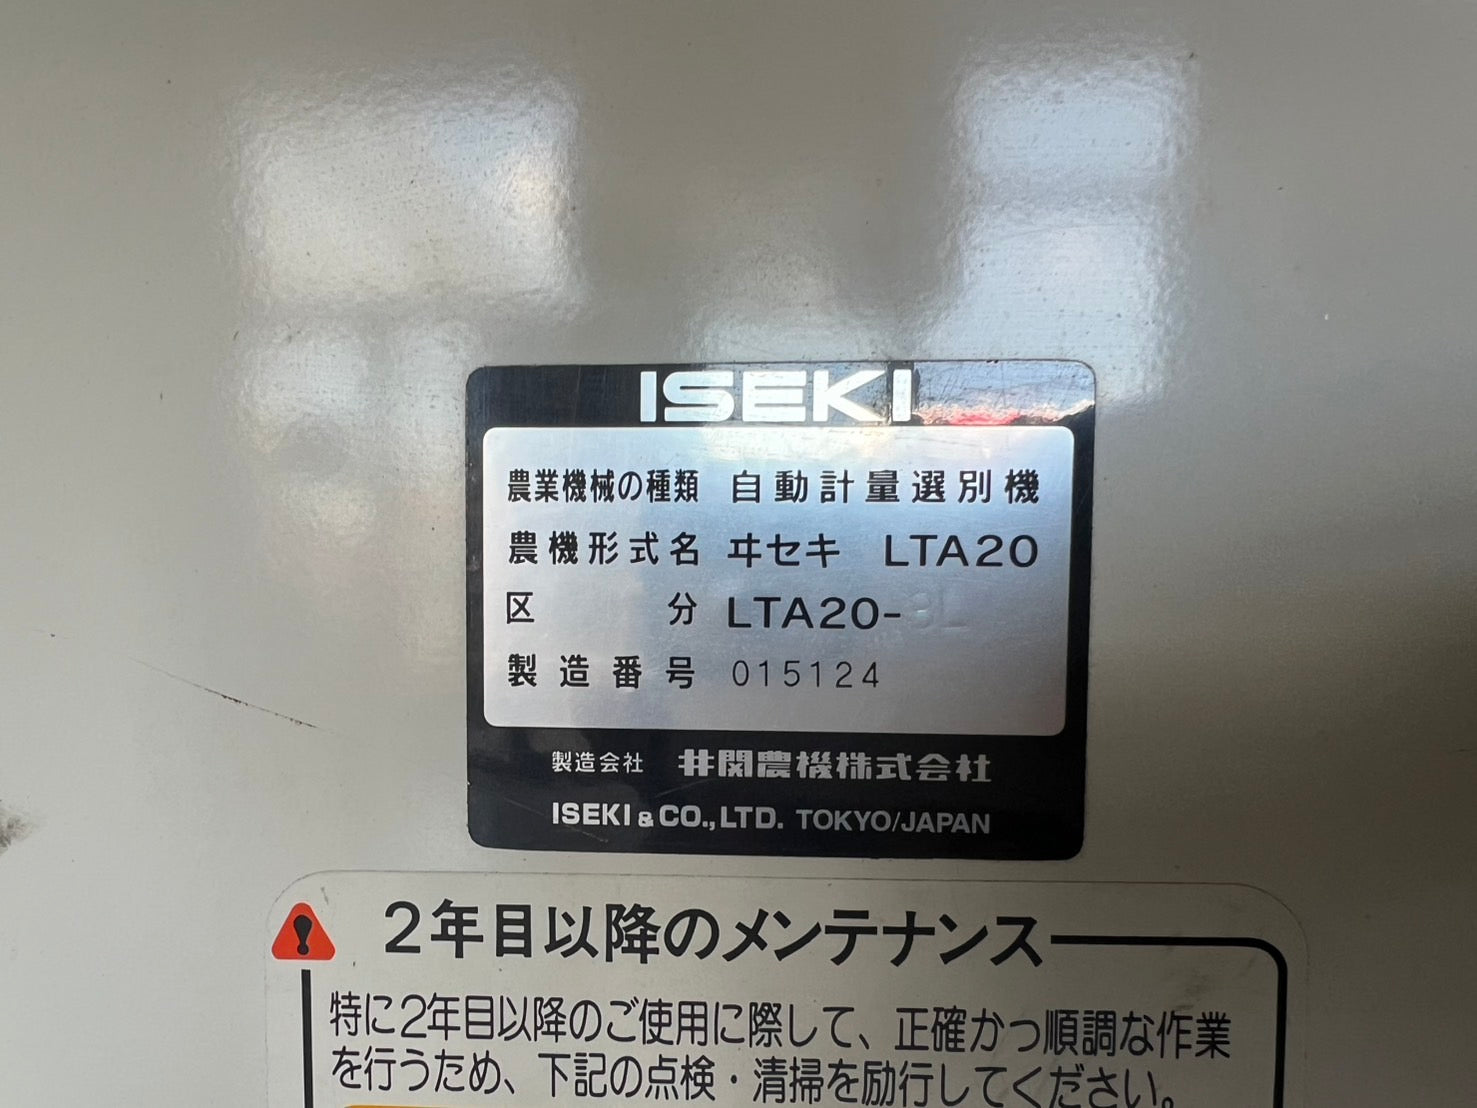 ISEKI
農業機械の種類 自動計量選別機
農機形式名 ヰセキ LTA20
区分 LTA20-3L
製造番号 015124
製造会社 井関農機株式会社
ISEKI & CO., LTD. TOKYO/JAPAN
2年目以降のメンテナンス
特に2年目以降のご使用に際して、正確かつ順調な作業
を行うため、下記の点検・清掃を励行してください。